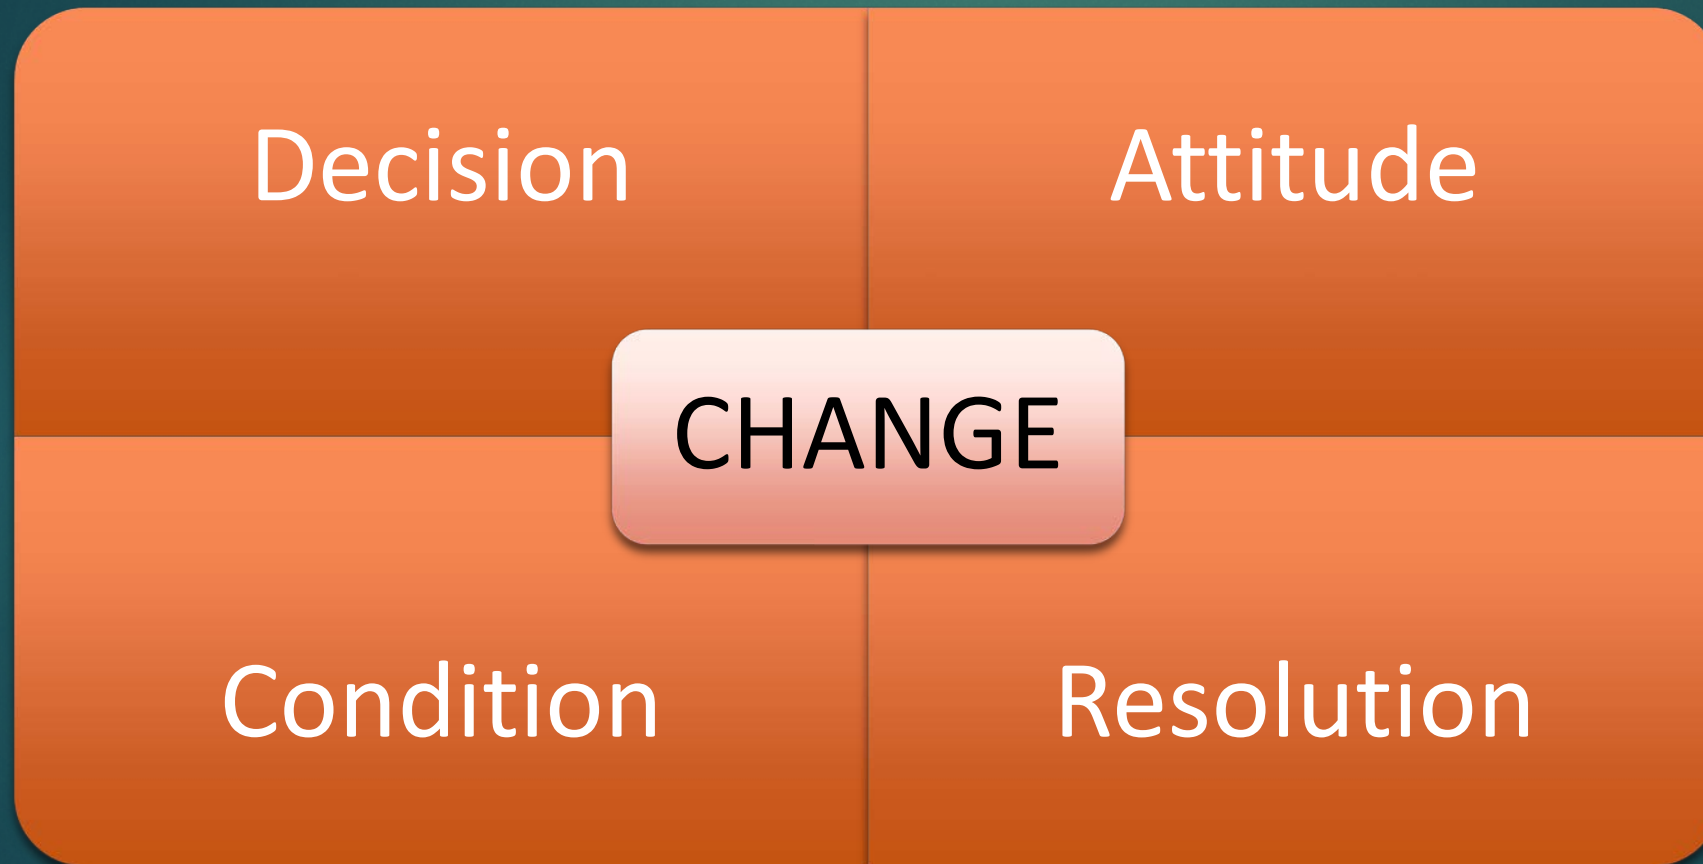 Decision
Attitude
CHANGE
Condition
Resolution